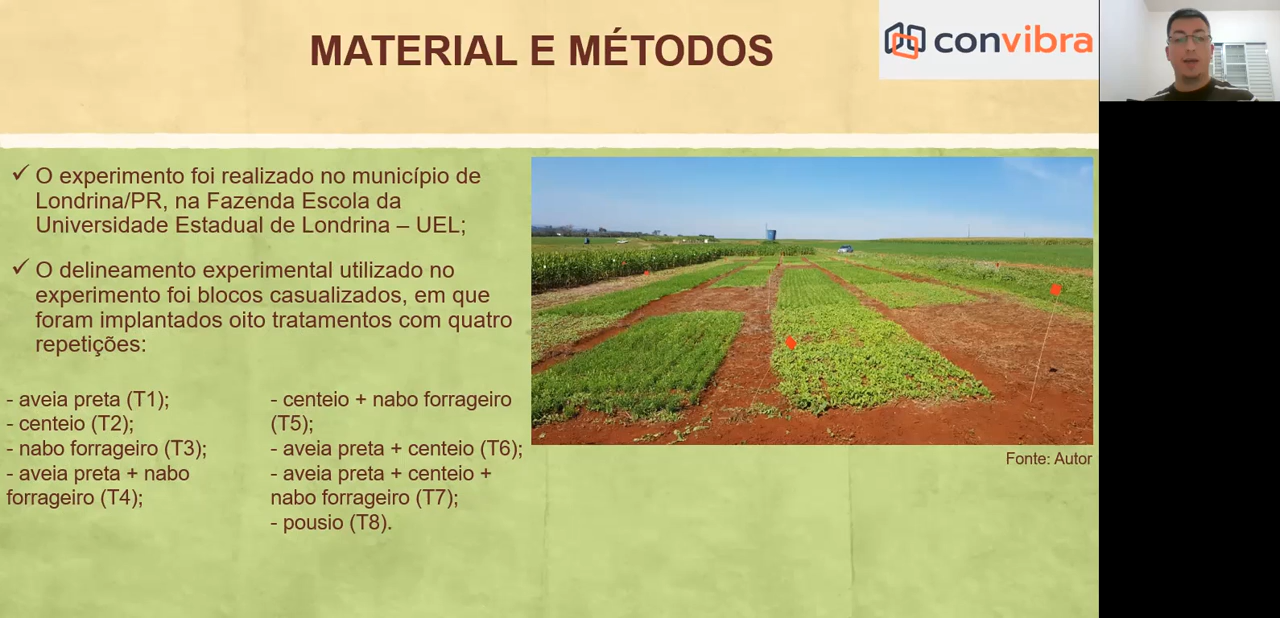 MATERIAL E MÉTODOS
convibra
✓ O experimento foi realizado no município de
Londrina/PR, na Fazenda Escola da
Universidade Estadual de Londrina – UEL;
✓ O delineamento experimental utilizado no
experimento foi blocos casualizados, em que
foram implantados oito tratamentos com quatro
repetições:
- aveia preta (T1);
- centeio (T2);
- nabo forrageiro (T3);
- aveia preta + nabo
forrageiro (T4);
- centeio + nabo forrageiro
(T5);
- aveia preta + centeio (T6);
- aveia preta + centeio +
nabo forrageiro (T7);
- pousio (T8).
Fonte: Autor